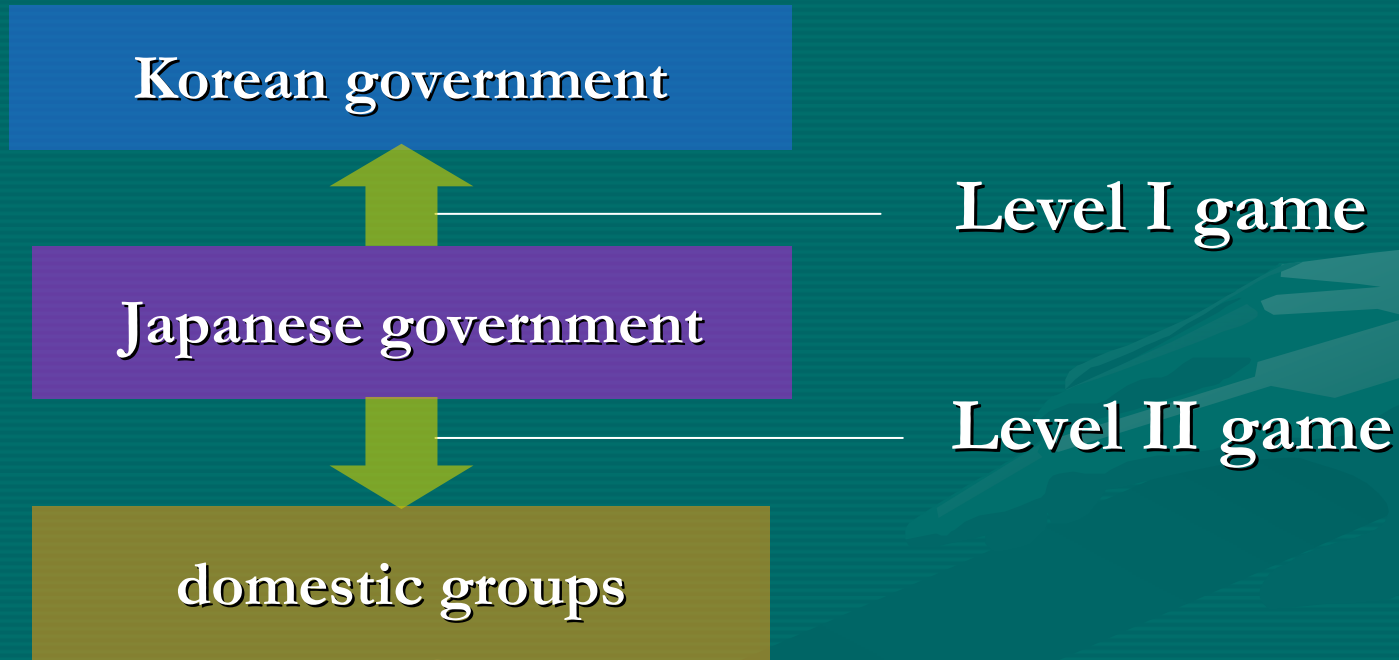 Korean government
Level I game
Japanese government
Level II game
domestic groups